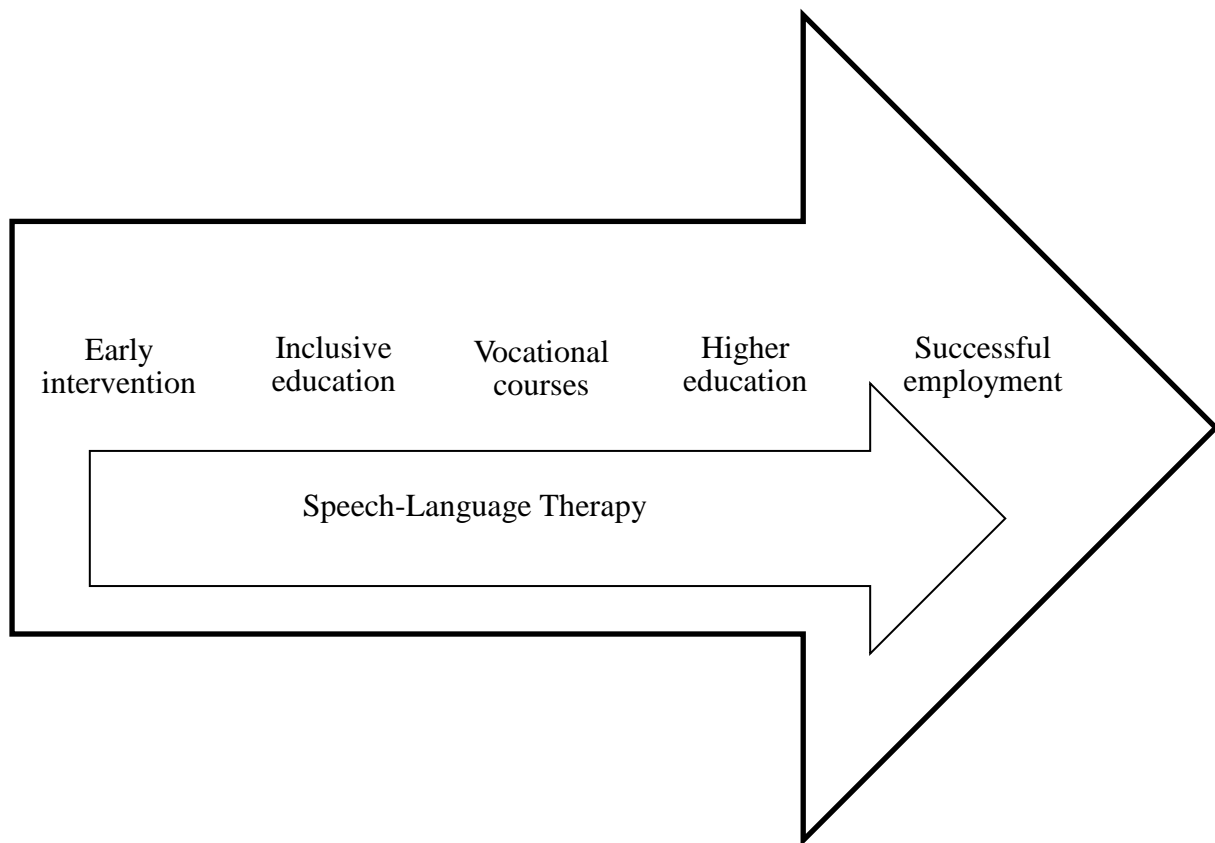 Early
intervention
Inclusive
education
Vocational
courses
Higher
education
Successful
employment
Speech-Language Therapy